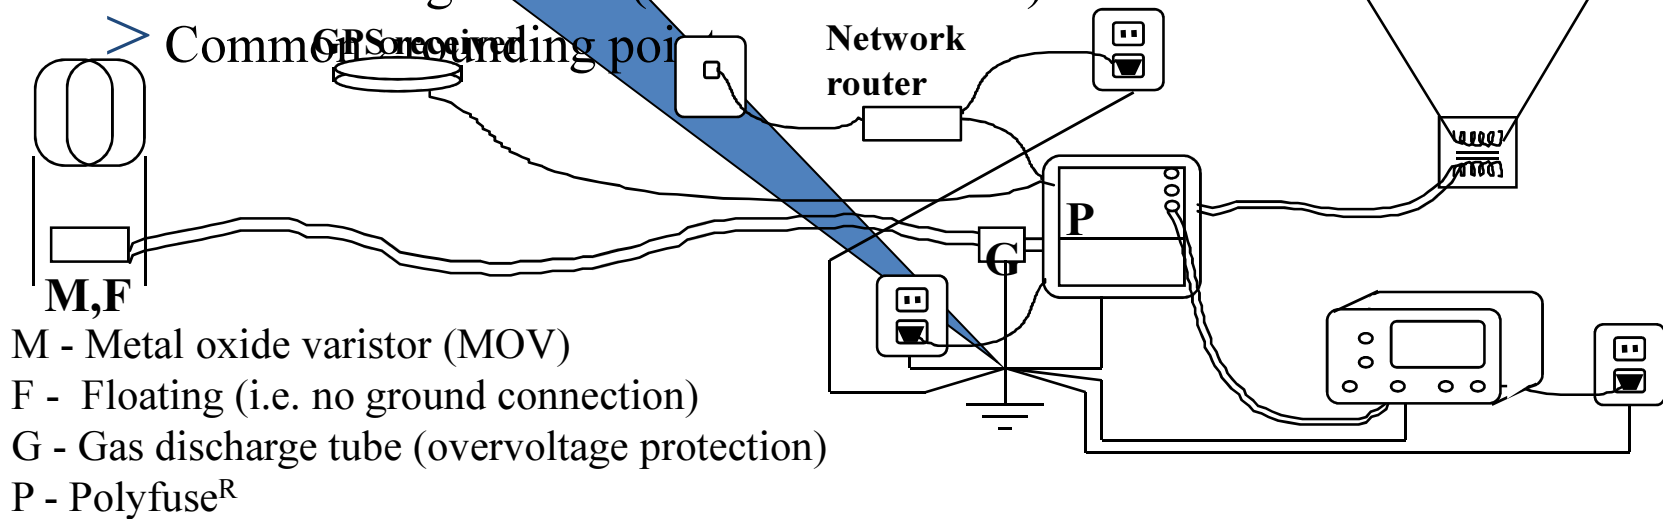 > Common grounding point
GPS receiver
Network
router
P
G
M,F
M - Metal oxide varistor (MOV)
F -  Floating (i.e. no ground connection)
G - Gas discharge tube (overvoltage protection)
P - Polyfuseᴿ